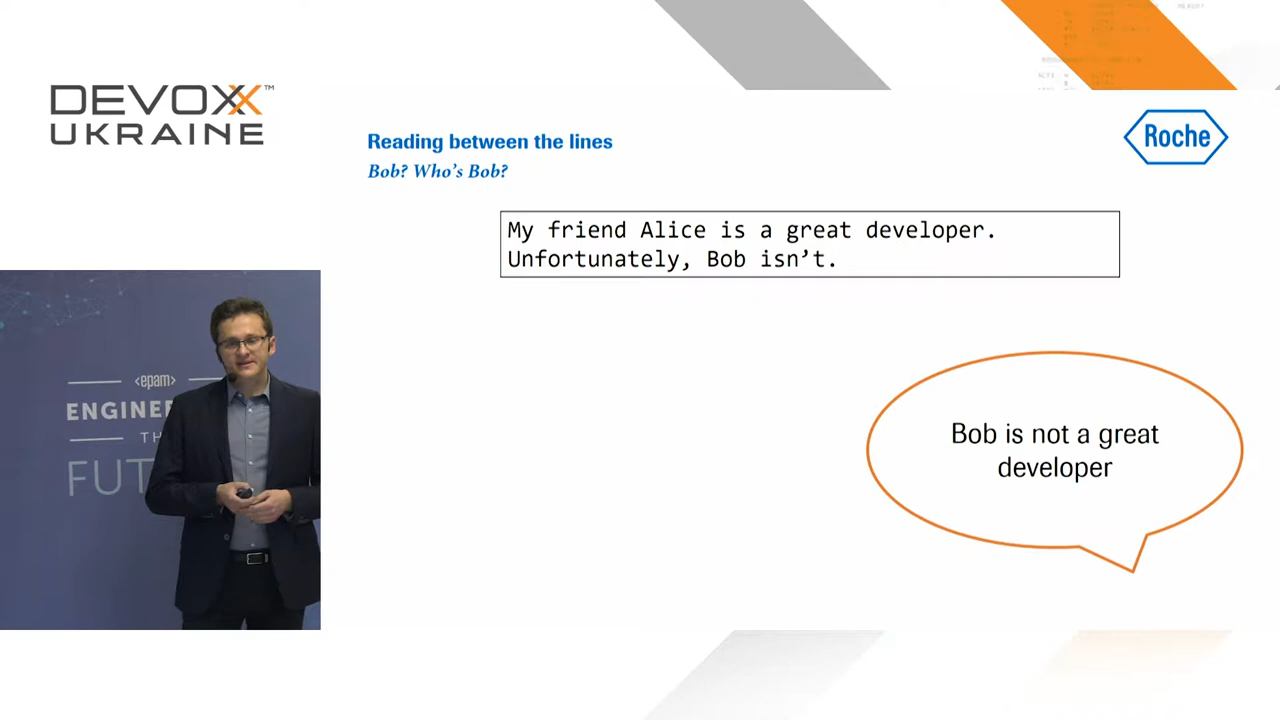 DEVOXX™
UKRAINE
Reading between the lines
Bob? Who's Bob?
Roche
My friend Alice is a great developer.
Unfortunately, Bob isn't.
Bob is not a great
developer
<epam>
ENGINE
TH
FUT